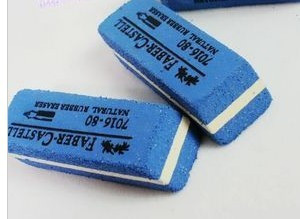 FABER-CASTELL
7016-80
NATURAL RUBBER ERASER
FABER-CASTELL
7016-80
NATURAL RUBBER ERASER